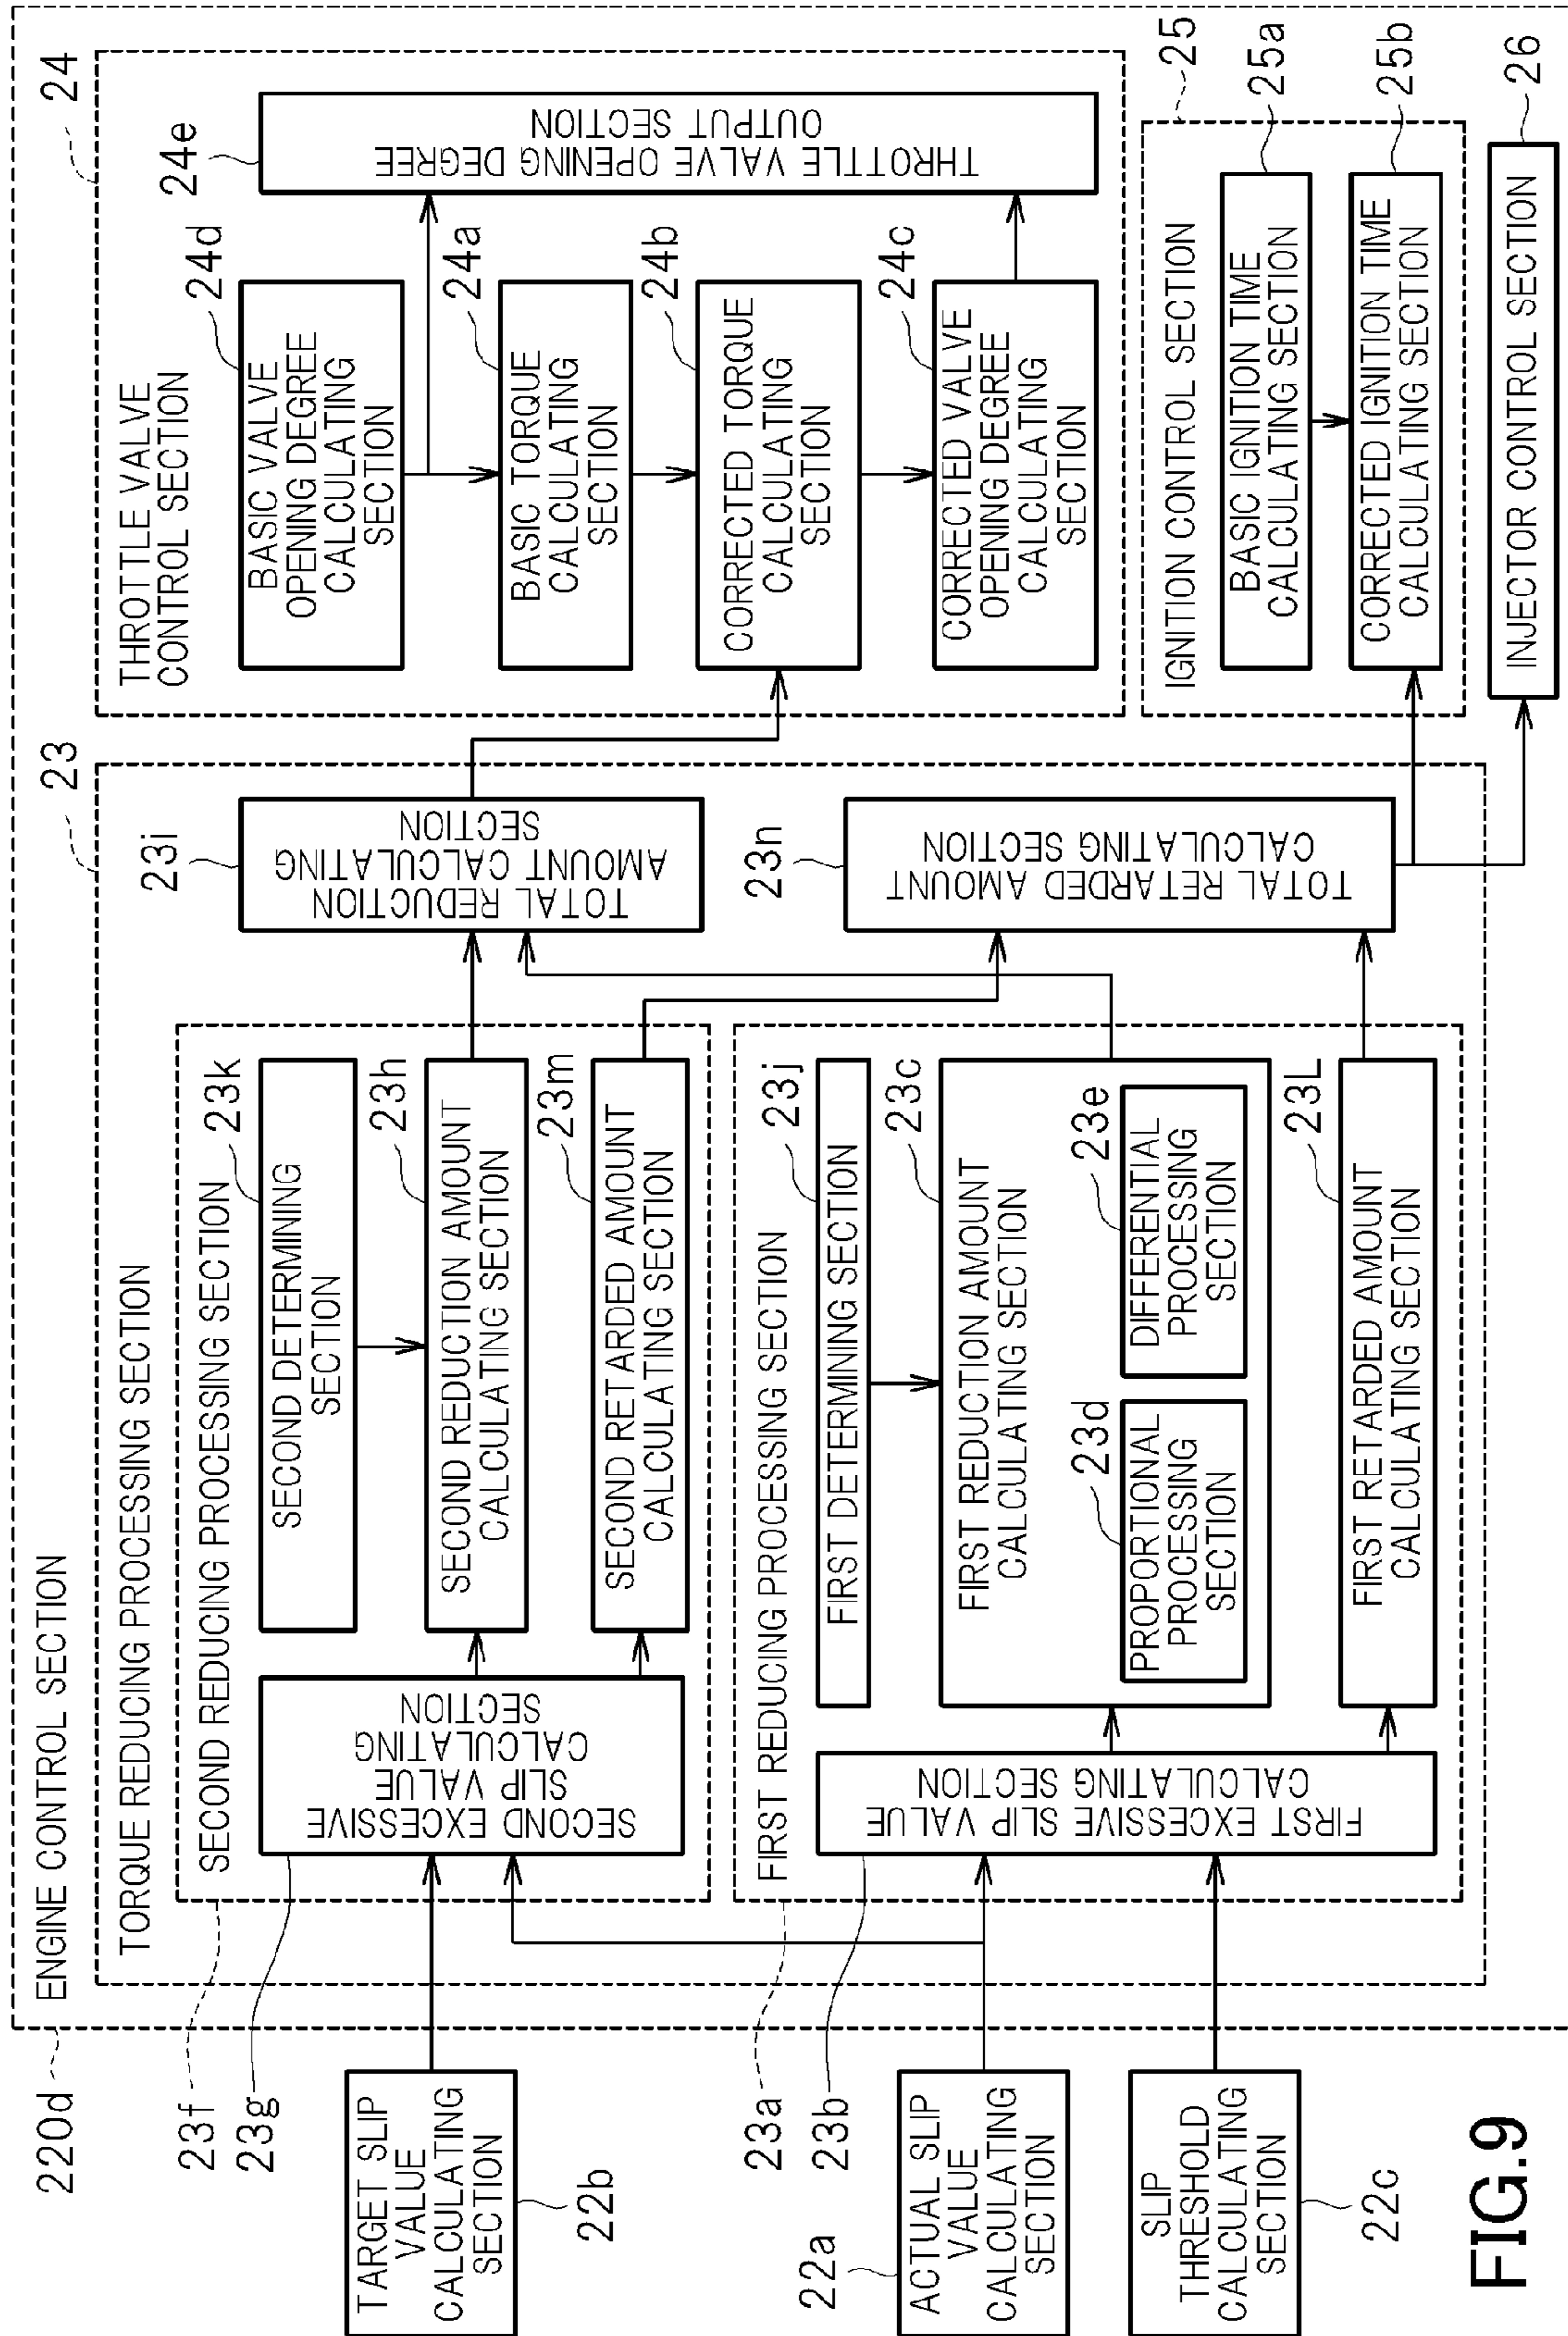 220d
ENGINE CONTROL SECTION
23
TORQUE REDUCING PROCESSING SECTION
23f
SECOND REDUCING PROCESSING SECTION
23g
SECOND EXCESSIVE
SLIP VALUE
CALCULATING
SECTION
23k
SECOND DETERMINING
SECTION
23h
SECOND REDUCTION AMOUNT
CALCULATING SECTION
23m
SECOND RETARDED AMOUNT
CALCULATING SECTION
23i
TOTAL REDUCTION
AMOUNT CALCULATING
SECTION
23a
FIRST REDUCING PROCESSING SECTION
23b
FIRST EXCESSIVE SLIP VALUE
CALCULATING SECTION
23j
FIRST DETERMINING SECTION
23c
FIRST REDUCTION AMOUNT
CALCULATING SECTION
23d
PROPORTIONAL
PROCESSING
SECTION
23e
DIFFERENTIAL
PROCESSING
SECTION
23L
FIRST RETARDED AMOUNT
CALCULATING SECTION
23n
TOTAL RETARDED AMOUNT
CALCULATING SECTION
TARGET SLIP
VALUE
CALCULATING
SECTION
22b
22a
ACTUAL SLIP
VALUE
CALCULATING
SECTION
SLIP
THRESHOLD
CALCULATING
SECTION
22c
24
THROTTLE VALVE
CONTROL SECTION
24d
BASIC VALVE
OPENING DEGREE
CALCULATING
SECTION
24a
BASIC TORQUE
CALCULATING
SECTION
24b
CORRECTED TORQUE
CALCULATING
SECTION
24c
CORRECTED VALVE
OPENING DEGREE
CALCULATING
SECTION
24e
THROTTLE VALVE OPENING DEGREE
OUTPUT SECTION
25
IGNITION CONTROL SECTION
25a
BASIC IGNITION TIME
CALCULATING SECTION
25b
CORRECTED IGNITION TIME
CALCULATING SECTION
26
INJECTOR CONTROL SECTION
FIG.9